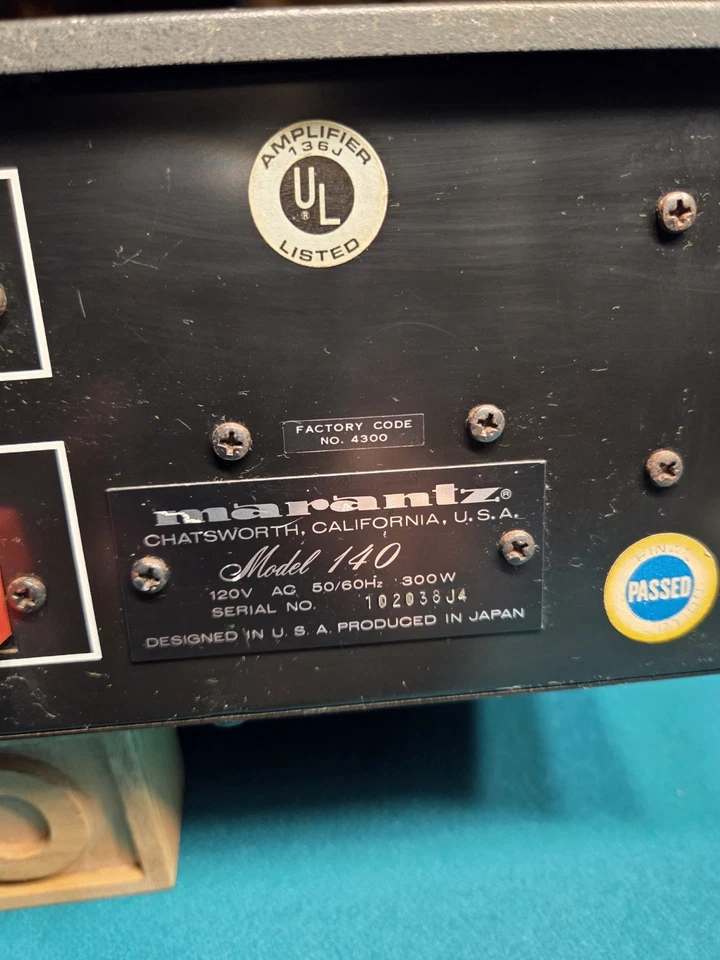 AMPLIFIER
136J
UL
®
LISTED
FACTORY CODE
NO. 4300
marantz®
CHATSWORTH, CALIFORNIA, U.S.A.
Model 140
120V AC 50/60Hz 300W
SERIAL NO. 102038J4
DESIGNED IN U.S.A. PRODUCED IN JAPAN
PASSED